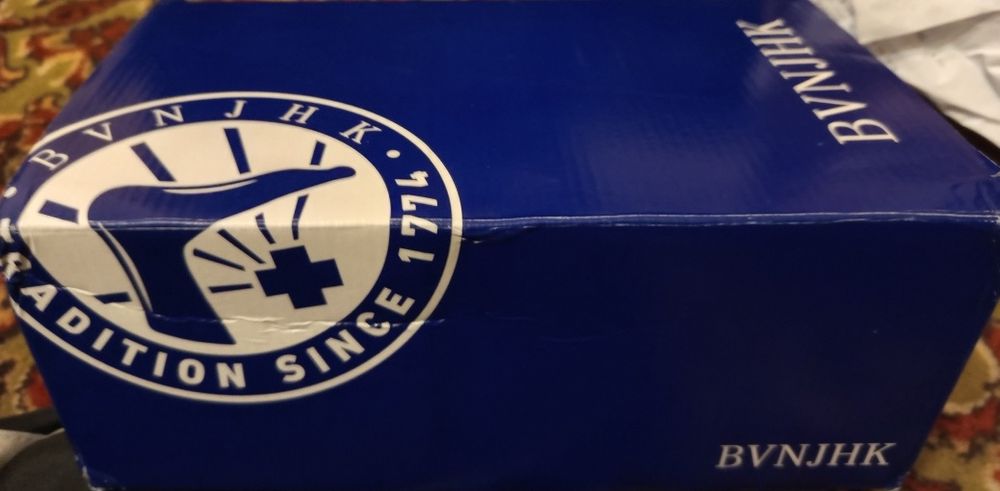 BVNJHK
• BVNJHK •
TRADITION SINCE 1774
BVNJHK